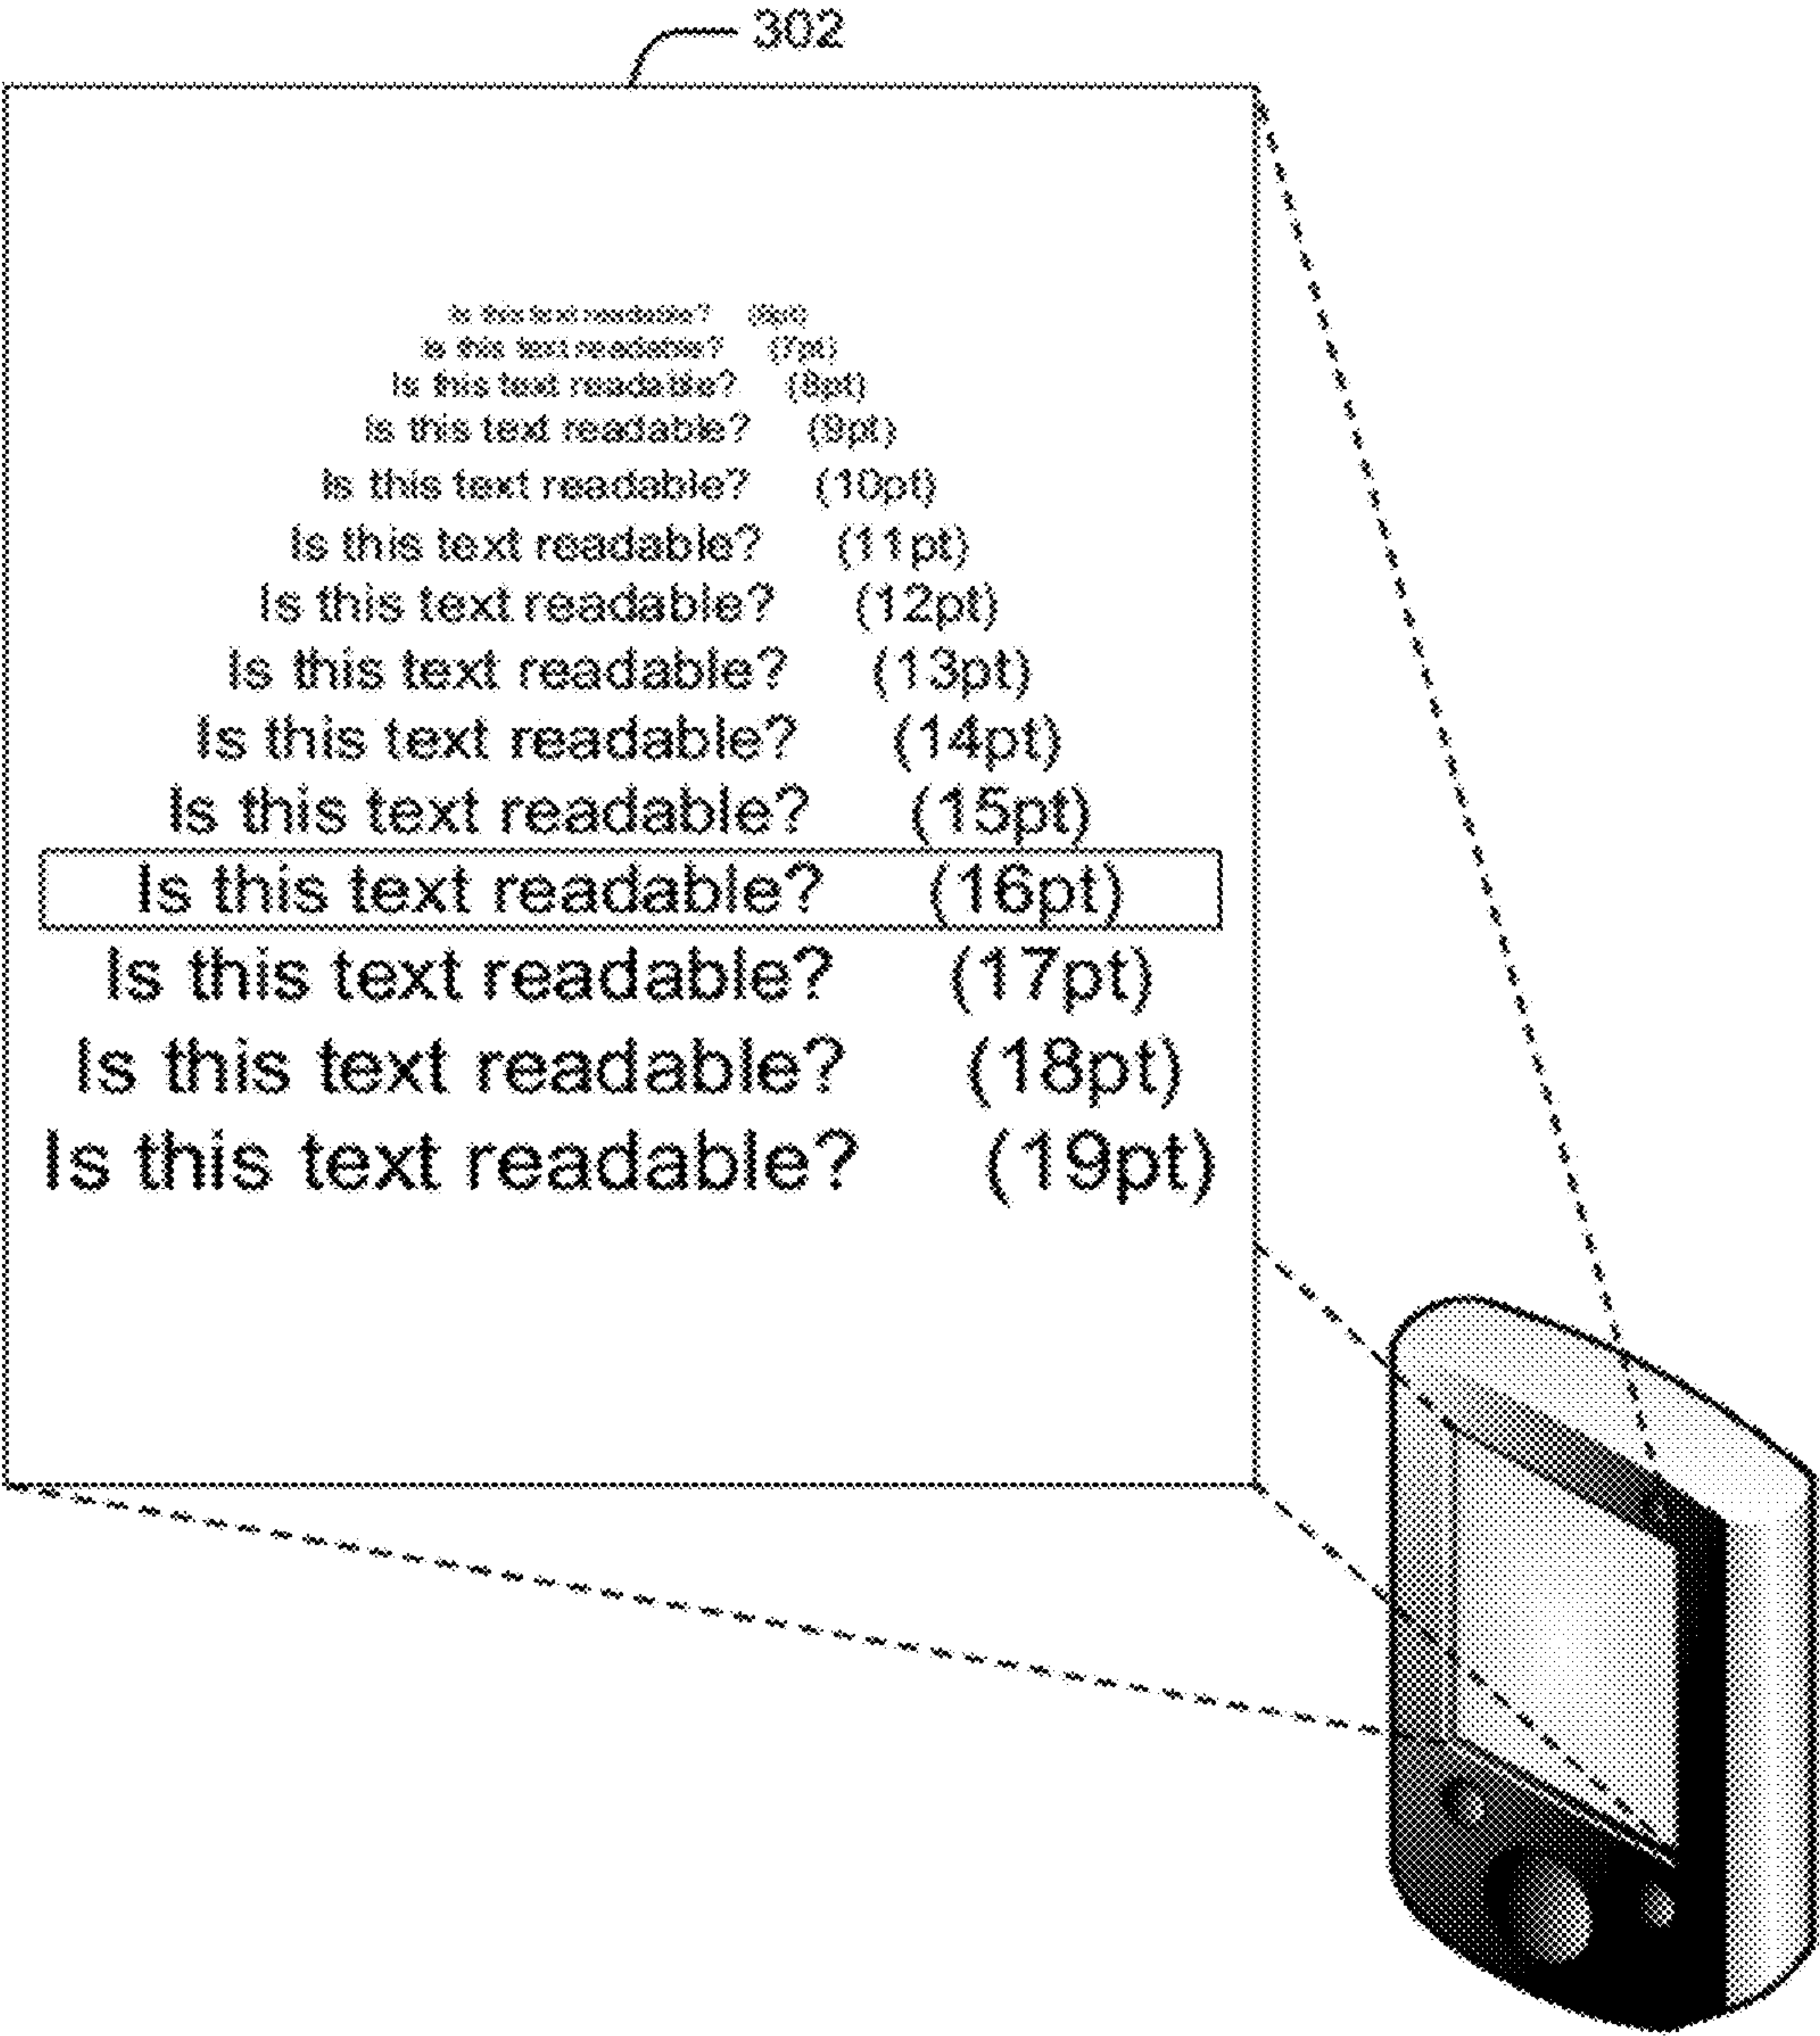 302
Is this text readable? (6pt)
Is this text readable? (7pt)
Is this text readable? (8pt)
Is this text readable? (9pt)
Is this text readable? (10pt)
Is this text readable? (11pt)
Is this text readable? (12pt)
Is this text readable? (13pt)
Is this text readable? (14pt)
Is this text readable? (15pt)
Is this text readable? (16pt)
Is this text readable? (17pt)
Is this text readable? (18pt)
Is this text readable? (19pt)